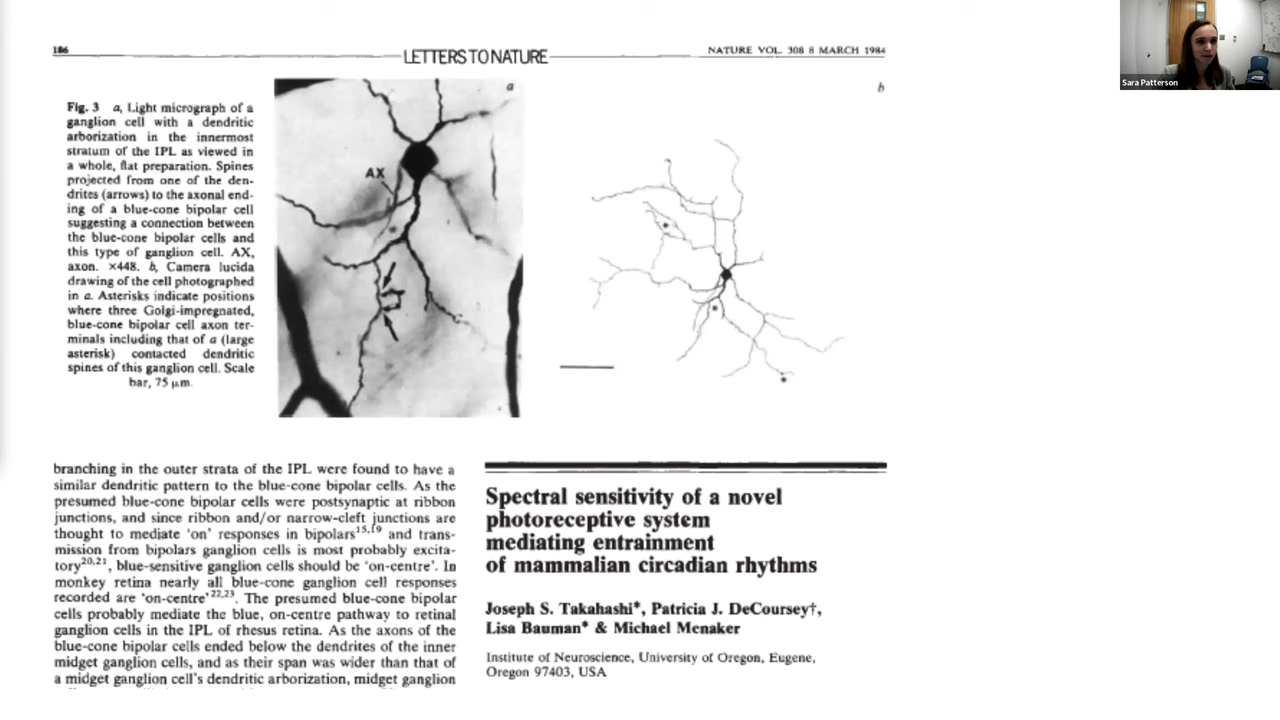 186
LETTERS TO NATURE
NATURE VOL. 308 8 MARCH 1984
Fig. 3 a, Light micrograph of a
ganglion cell with a dendritic
arborization in the innermost
stratum of the IPL as viewed in
a whole, flat preparation. Spines
projected from one of the den-
drites (arrows) to the axonal end-
ing of a blue-cone bipolar cell
suggesting a connection between
the blue-cone bipolar cells and
this type of ganglion cell. AX,
axon. ×448. b, Camera lucida
drawing of the cell photographed
in a. Asterisks indicate positions
where three Golgi-impregnated,
blue-cone bipolar cell axon ter-
minals including that of a (large
asterisk) contacted dendritic
spines of this ganglion cell. Scale
bar, 75 μm.
a
AX
b
branching in the outer strata of the IPL were found to have a
similar dendritic pattern to the blue-cone bipolar cells. As the
presumed blue-cone bipolar cells were postsynaptic at ribbon
junctions, and since ribbon and/or narrow-cleft junctions are
thought to mediate 'on' responses in bipolars15,19 and trans-
mission from bipolars ganglion cells is most probably excita-
tory20,21, blue-sensitive ganglion cells should be 'on-centre'. In
monkey retina nearly all blue-cone ganglion cell responses
recorded are 'on-centre'22,23. The presumed blue-cone bipolar
cells probably mediate the blue, on-centre pathway to retinal
ganglion cells in the IPL of rhesus retina. As the axons of the
blue-cone bipolar cells ended below the dendrites of the inner
midget ganglion cells, and as their span was wider than that of
a midget ganglion cell's dendritic arborization, midget ganglion
Spectral sensitivity of a novel
photoreceptive system
mediating entrainment
of mammalian circadian rhythms
Joseph S. Takahashi*, Patricia J. DeCoursey†,
Lisa Bauman* & Michael Menaker
Institute of Neuroscience, University of Oregon, Eugene,
Oregon 97403, USA
Sara Patterson